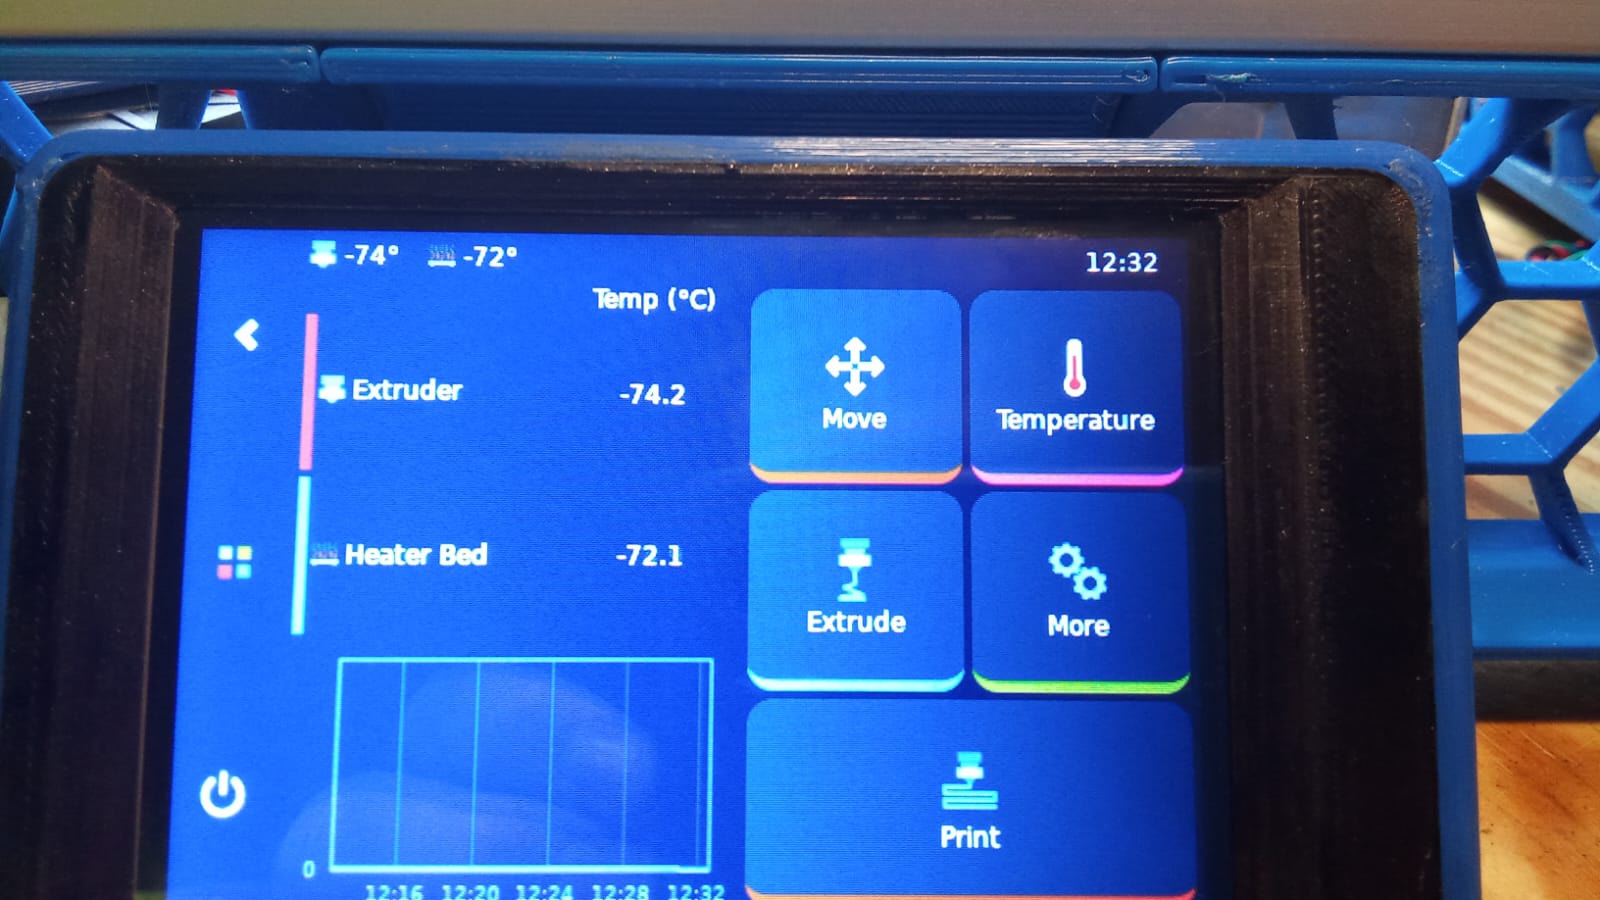 -74° -72° 12:32
Temp (°C)
Extruder -74.2
Heater Bed -72.1
0
12:16 12:20 12:24 12:28 12:32
Move
Temperature
Extrude
More
Print